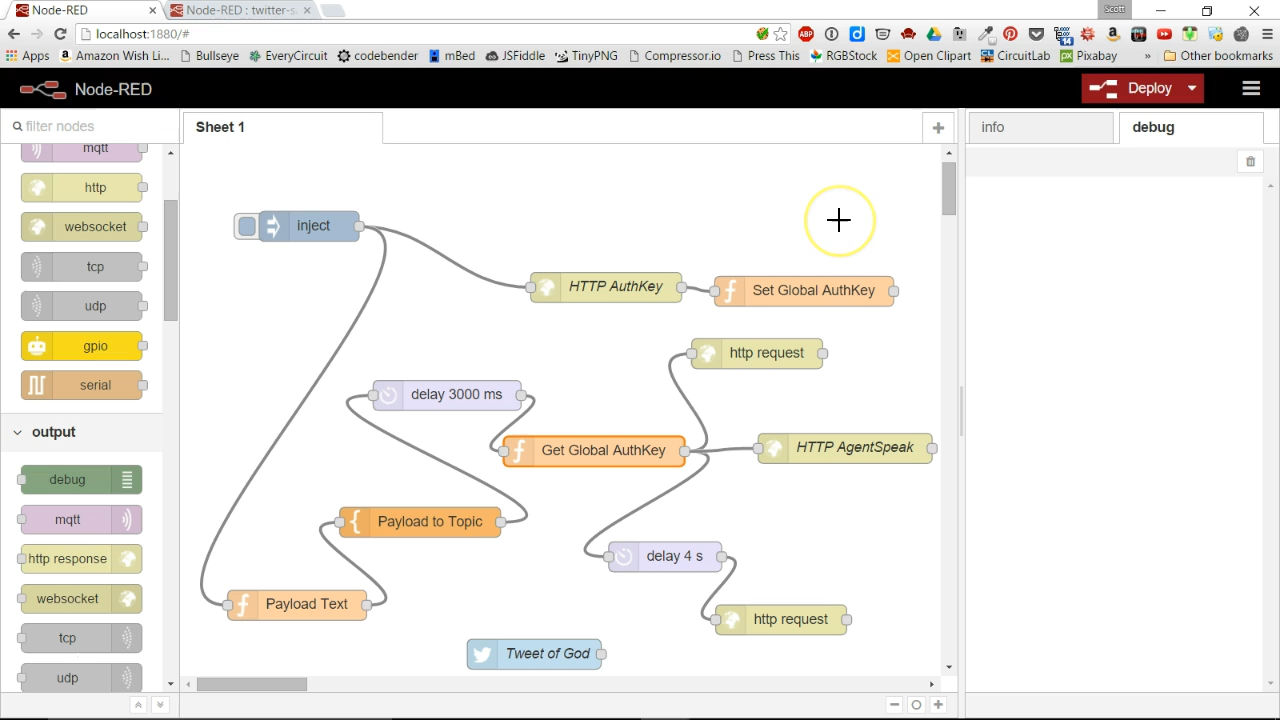 Node-RED
Node-RED : twitter-s
Scott
localhost:1880/#
ABP
14
Apps
Amazon Wish Li...
Bullseye
EveryCircuit
codebender
mBed
JSFiddle
TinyPNG
Compressor.io
Press This
RGBStock
Open Clipart
CircuitLab
px Pixabay
»
Other bookmarks
Node-RED
Deploy
filter nodes
Sheet 1
info
debug
mqtt
http
websocket
tcp
udp
gpio
serial
output
debug
mqtt
http response
websocket
tcp
udp
inject
HTTP AuthKey
Set Global AuthKey
http request
delay 3000 ms
Get Global AuthKey
HTTP AgentSpeak
Payload to Topic
delay 4 s
Payload Text
http request
Tweet of God